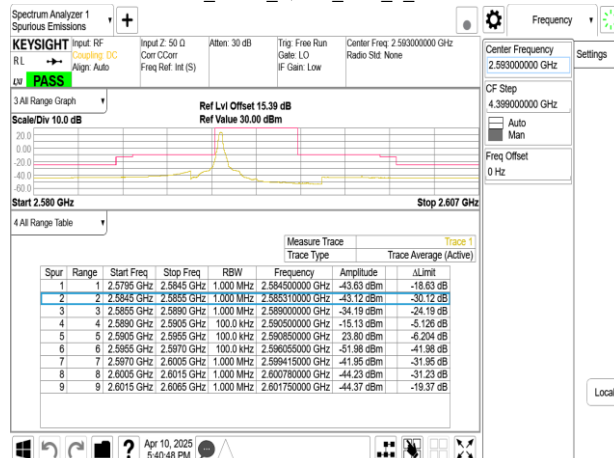 Spectrum Analyzer 1
Spurious Emissions
Frequency
Settings
KEYSIGHT
RL
LXI
PASS
Input: RF
Coupling: DC
Align: Auto
Input Z: 50 Ω
Corr CCorr
Freq Ref: Int (S)
Atten: 30 dB
Trig: Free Run
Gate: LO
IF Gain: Low
Center Freq: 2.593000000 GHz
Radio Std: None
Center Frequency
2.593000000 GHz
CF Step
4.399000000 GHz
Auto
Man
Freq Offset
0 Hz
3 All Range Graph
Scale/Div 10.0 dB
Ref Lvl Offset 15.39 dB
Ref Value 30.00 dBm
20.0
0.00
-20.0
-40.0
-60.0
Start 2.580 GHz
Stop 2.607 GHz
4 All Range Table
Measure Trace Trace 1
Trace Type Trace Average (Active)
Spur Range Start Freq Stop Freq RBW Frequency Amplitude ΔLimit
1 1 2.5795 GHz 2.5845 GHz 1.000 MHz 2.584500000 GHz -43.63 dBm -18.63 dB
2 2 2.5845 GHz 2.5855 GHz 1.000 MHz 2.585310000 GHz -43.12 dBm -30.12 dB
3 3 2.5855 GHz 2.5890 GHz 1.000 MHz 2.589000000 GHz -34.19 dBm -24.19 dB
4 4 2.5890 GHz 2.5905 GHz 100.0 kHz 2.590500000 GHz -15.13 dBm -5.126 dB
5 5 2.5905 GHz 2.5955 GHz 100.0 kHz 2.590850000 GHz 23.80 dBm -6.204 dB
6 6 2.5955 GHz 2.5970 GHz 100.0 kHz 2.596055000 GHz -51.98 dBm -41.98 dB
7 7 2.5970 GHz 2.6005 GHz 1.000 MHz 2.599415000 GHz -41.95 dBm -31.95 dB
8 8 2.6005 GHz 2.6015 GHz 1.000 MHz 2.600780000 GHz -44.23 dBm -31.23 dB
9 9 2.6015 GHz 2.6065 GHz 1.000 MHz 2.601750000 GHz -44.37 dBm -19.37 dB
Local
?
Apr 10, 2025
5:40:48 PM